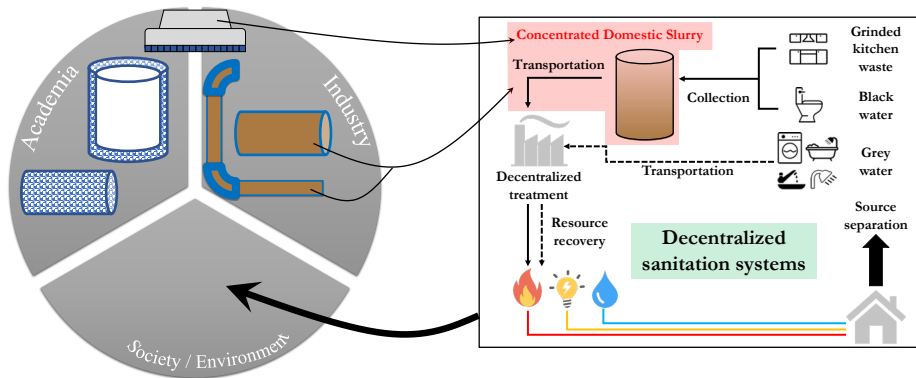 Academia
Industry
Society / Environment
Concentrated Domestic Slurry
Transportation
Collection
Grinded
kitchen
waste
Black
water
Grey
water
Transportation
Decentralized
treatment
Resource
recovery
Decentralized
sanitation systems
Source
separation